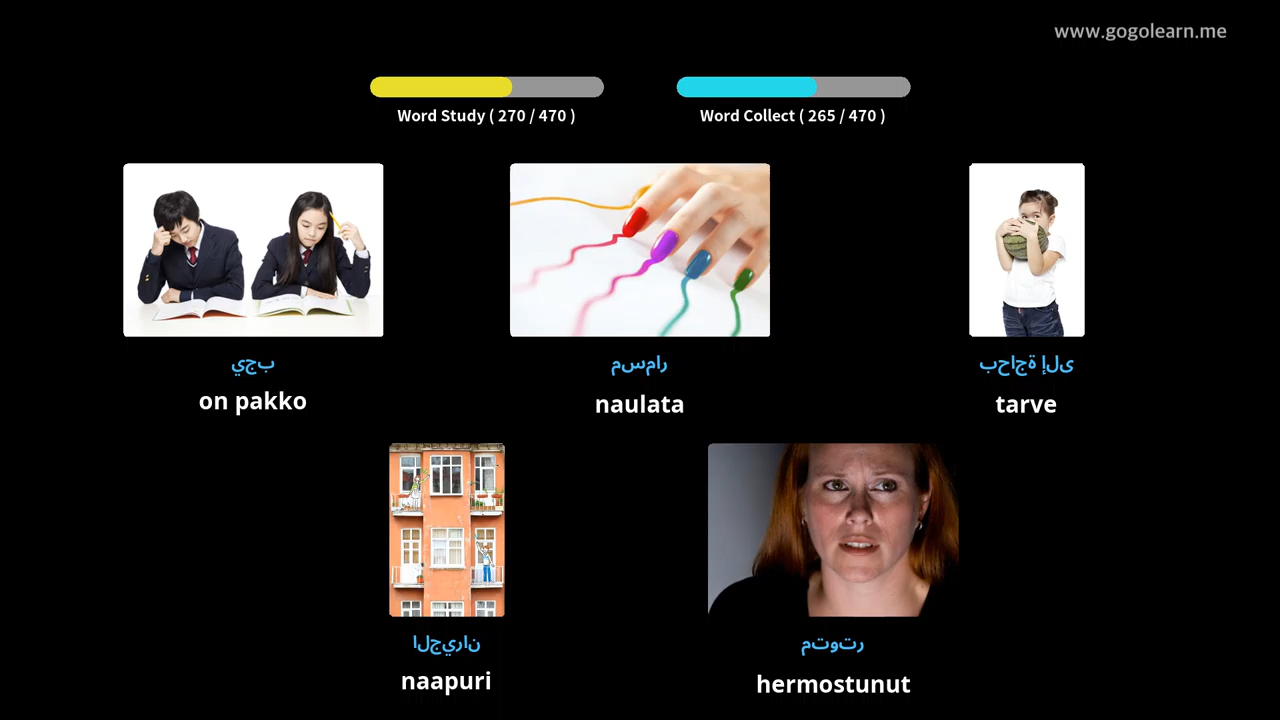 www.gogolearn.me
Word Study ( 270 / 470 )
Word Collect ( 265 / 470 )
يجب
on pakko
مسمار
naulata
بحاجة إلى
tarve
الجيران
naapuri
متوتر
hermostunut